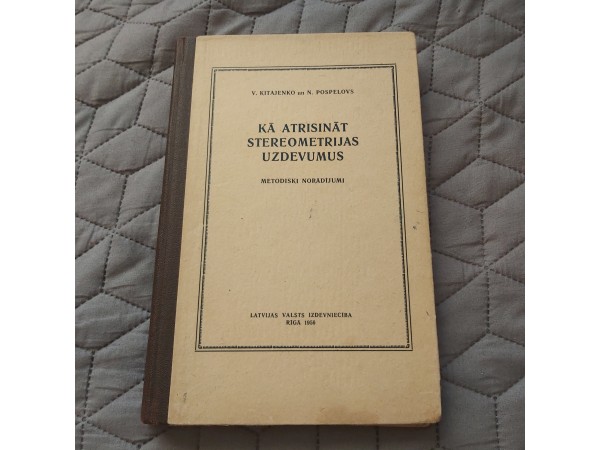 V. KITAJENKO un N. POSPELOVS
KĀ ATRISINĀT
STEREOMETRIJAS
UZDEVUMUS
METODISKI NORĀDĪJUMI
LATVIJAS VALSTS IZDEVNIECĪBA
RĪGĀ